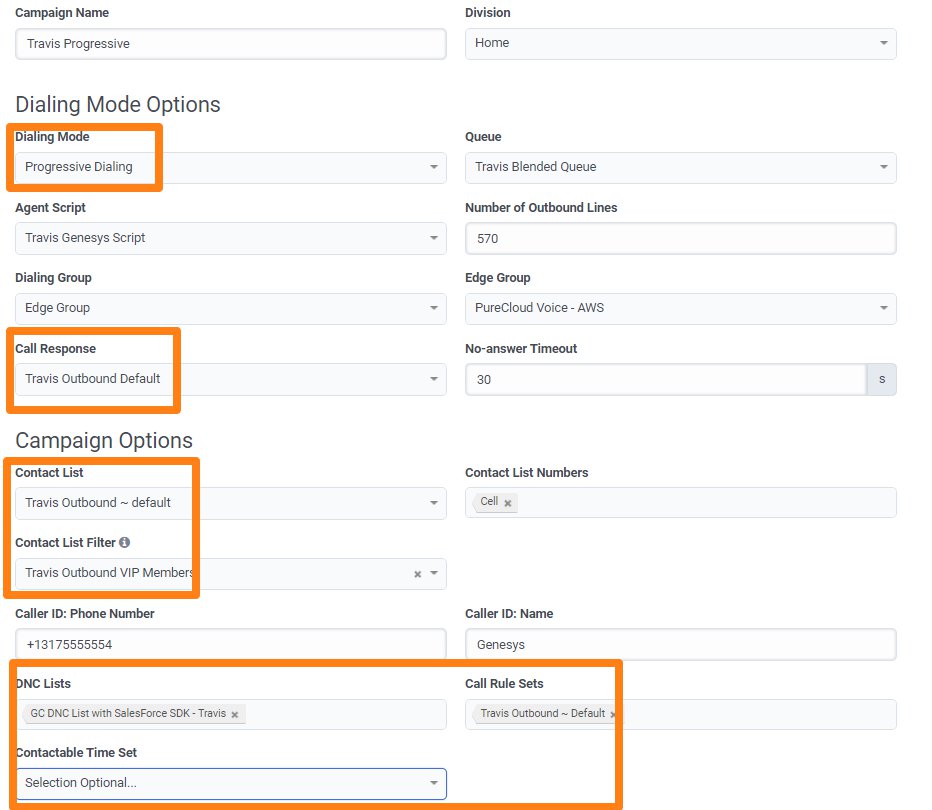 Campaign Name
Division
Travis Progressive
Home
Dialing Mode Options
Dialing Mode
Queue
Progressive Dialing
Travis Blended Queue
Agent Script
Number of Outbound Lines
Travis Genesys Script
570
Dialing Group
Edge Group
Edge Group
PureCloud Voice - AWS
Call Response
No-answer Timeout
Travis Outbound Default
30
s
Campaign Options
Contact List
Contact List Numbers
Travis Outbound ~ default
Cell
Contact List Filter
Travis Outbound VIP Members
Caller ID: Phone Number
Caller ID: Name
+13175555554
Genesys
DNC Lists
Call Rule Sets
GC DNC List with SalesForce SDK - Travis
Travis Outbound ~ Default
Contactable Time Set
Selection Optional...